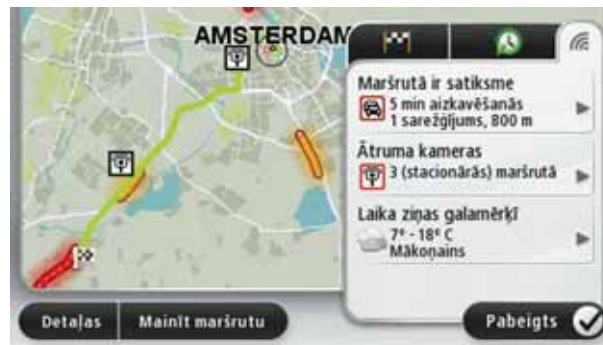 AMSTERDAM
Maršrutā ir satiksme
5 min aizkavēšanās
1 sarežģījums, 800 m
Ātruma kameras
3 (stacionārās) maršrutā
Laika ziņas galamērķī
7° - 18° C
Mākoņains
Detaļas
Mainīt maršrutu
Pabeigts